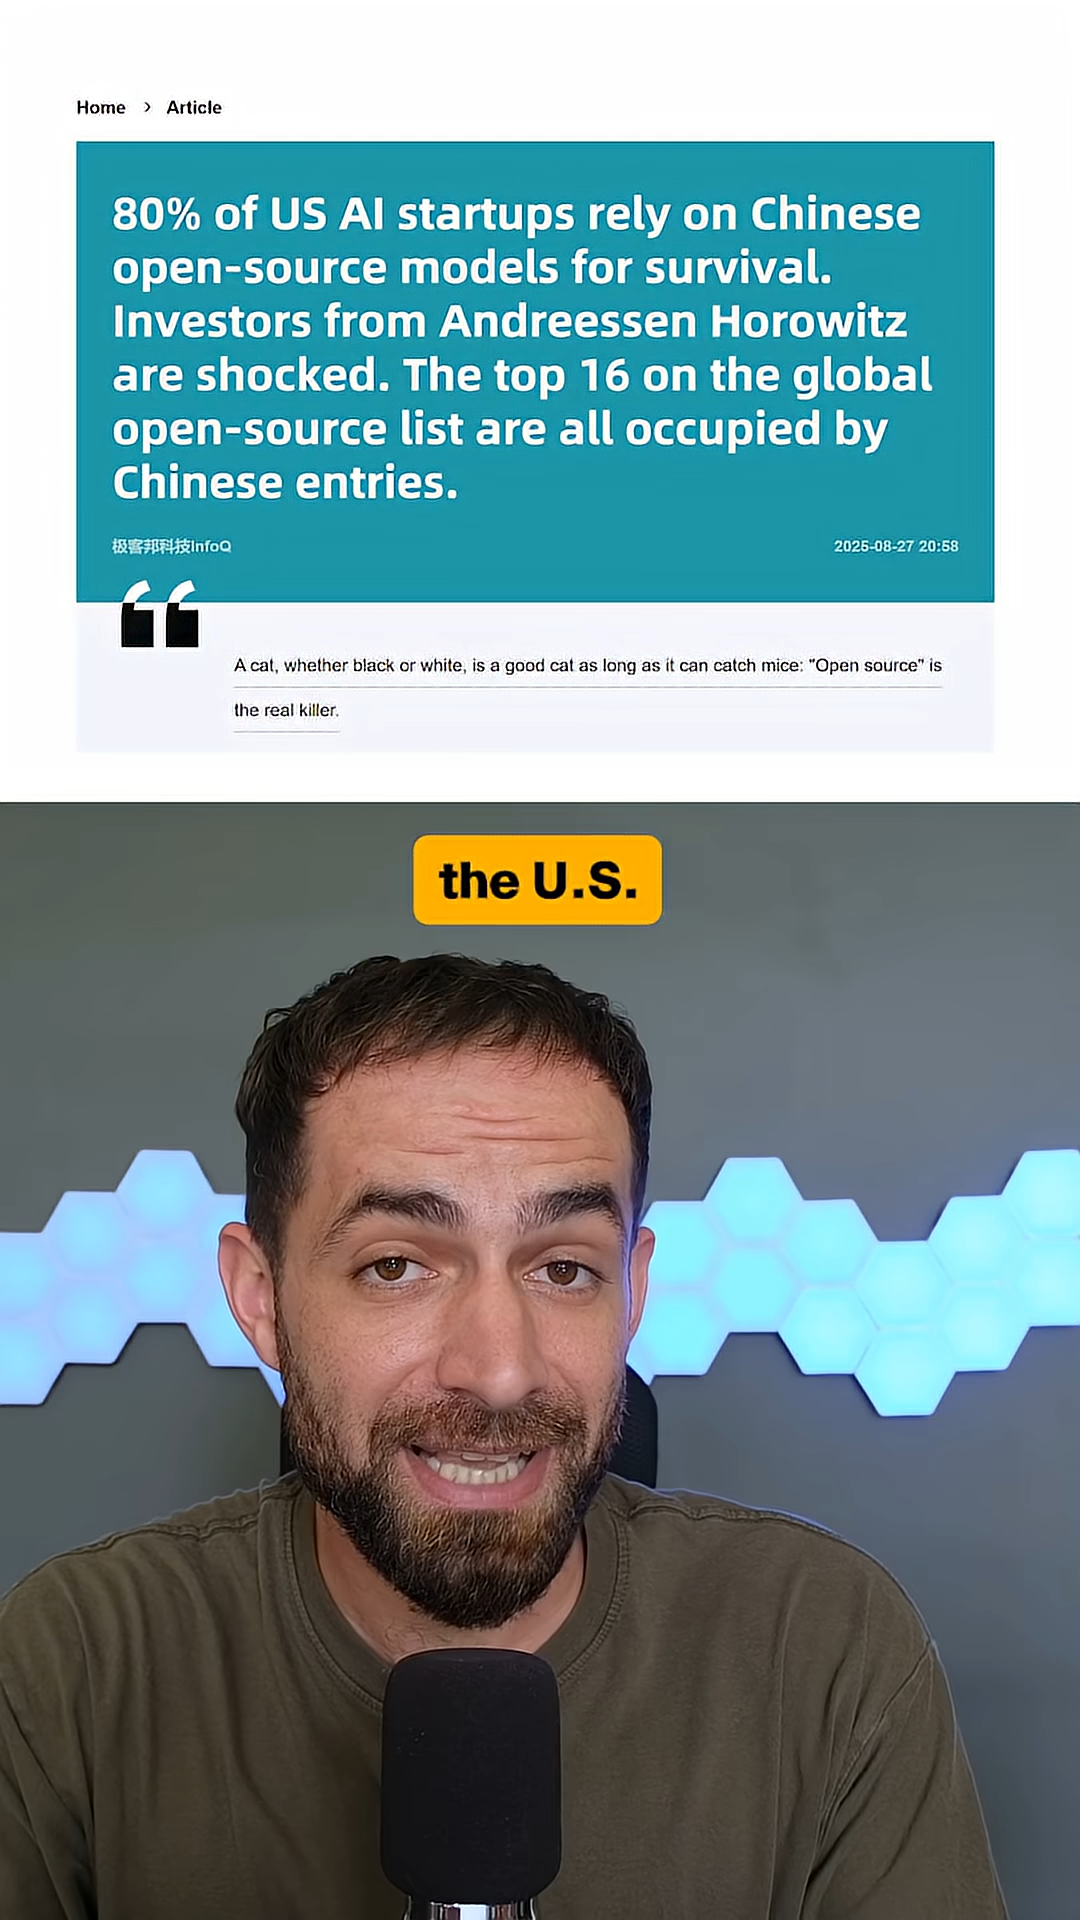 Home › Article
80% of US AI startups rely on Chinese
open-source models for survival.
Investors from Andreessen Horowitz
are shocked. The top 16 on the global
open-source list are all occupied by
Chinese entries.
极客邦科技InfoQ 2025-08-27 20:58
“
A cat, whether black or white, is a good cat as long as it can catch mice: "Open source" is
the real killer.
the U.S.